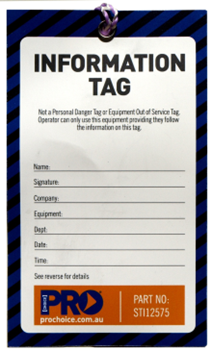 INFORMATION
TAG
Not a Personal Danger Tag or Equipment Out of Service Tag.
Operator can only use this equipment providing they follow
the information on this tag.
Name:
Signature:
Company:
Equipment:
Dept:
Date:
Time:
See reverse for details
PRO
prochoice.com.au
PART NO:
STI12575